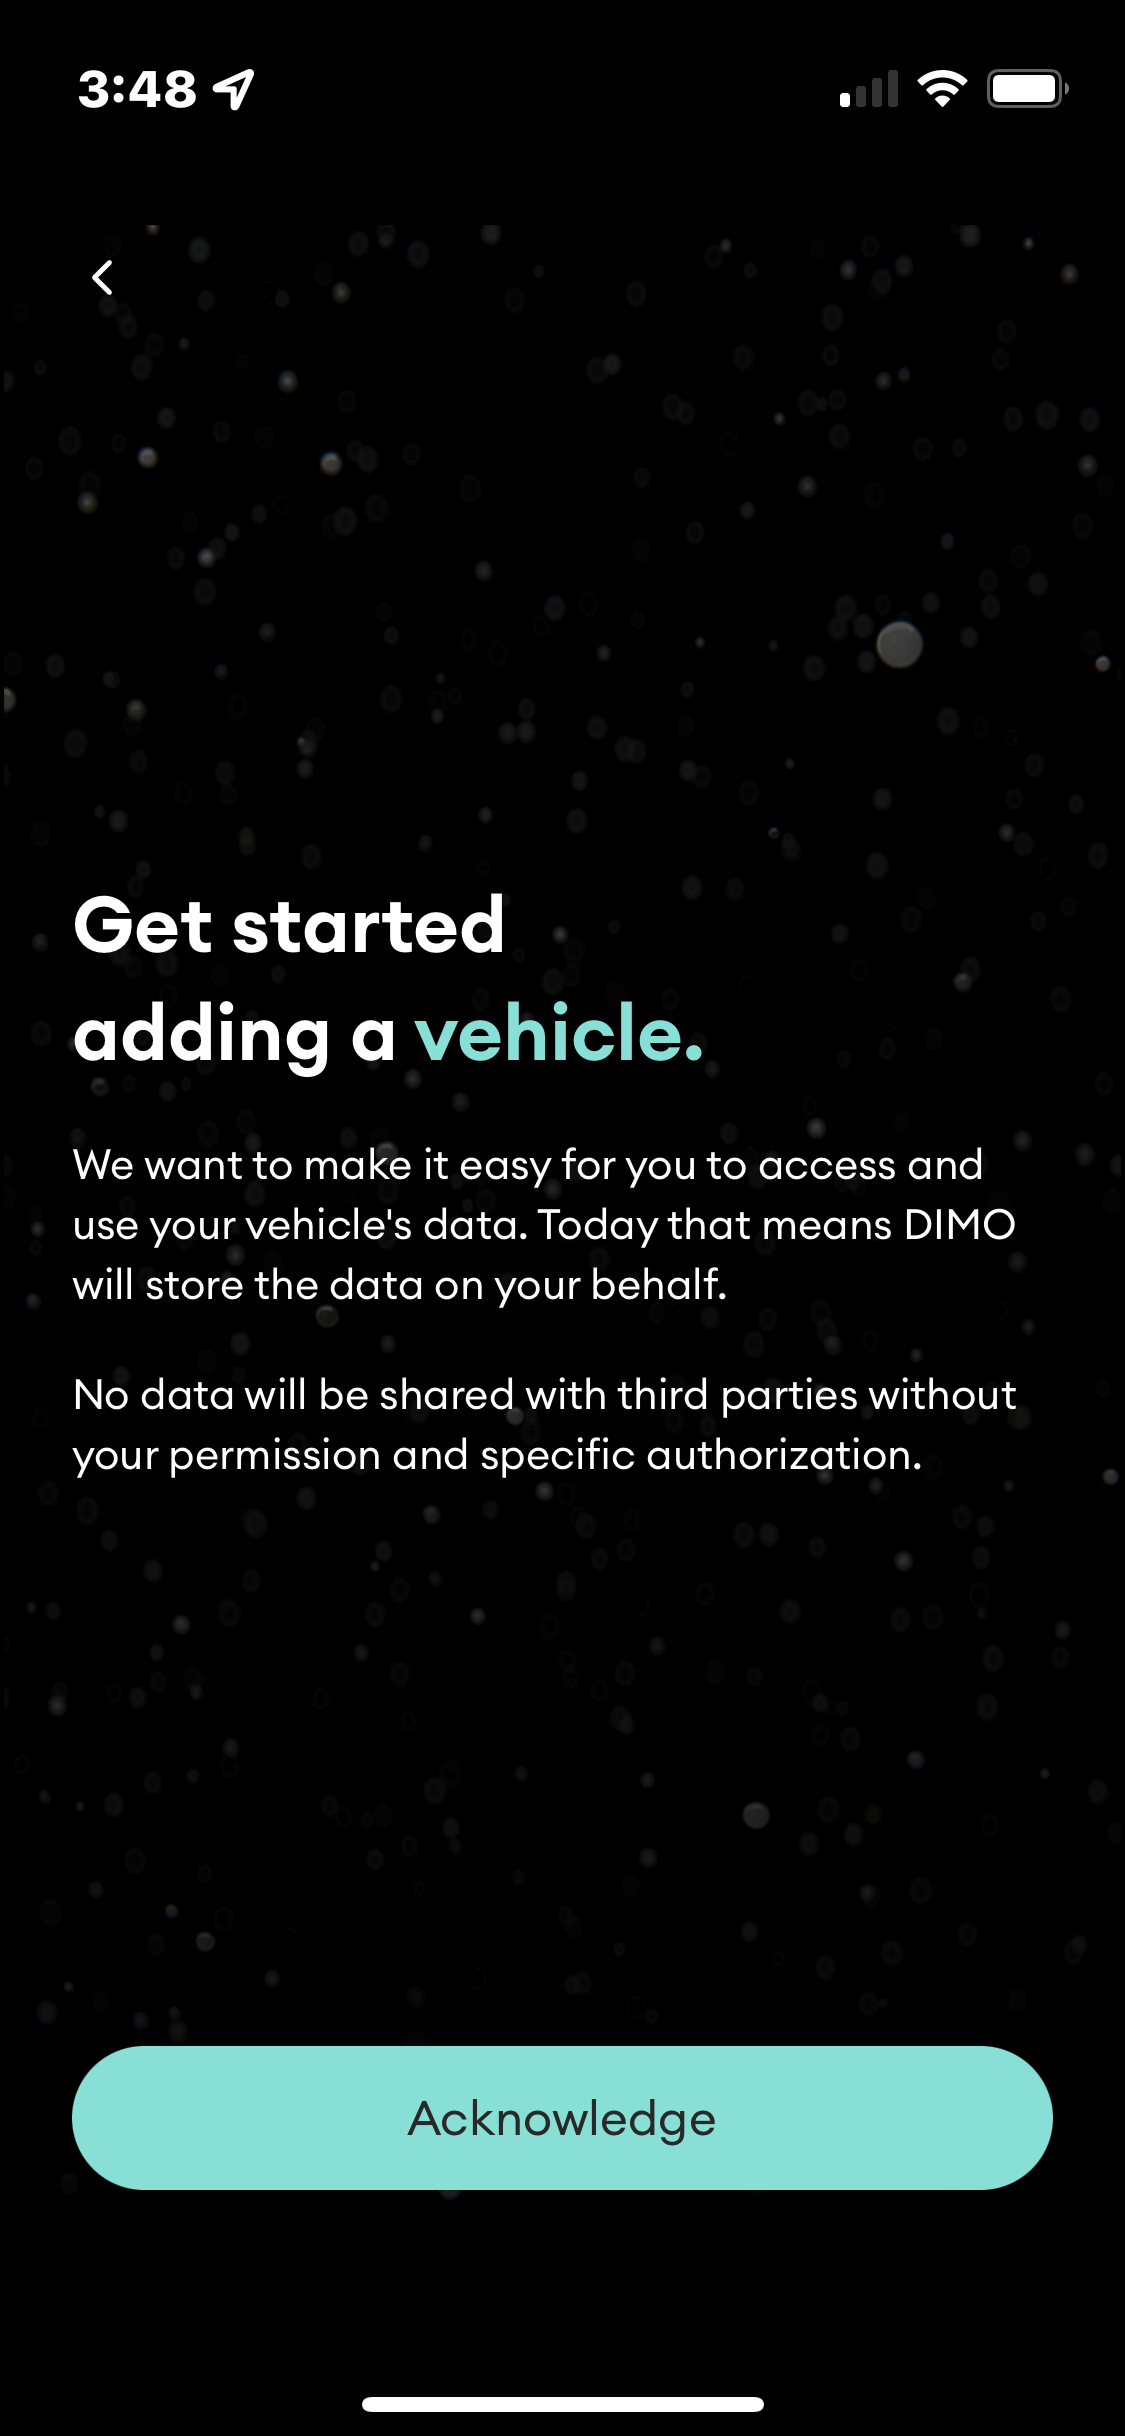 3:48
Get started
adding a vehicle.
We want to make it easy for you to access and
use your vehicle's data. Today that means DIMO
will store the data on your behalf.
No data will be shared with third parties without
your permission and specific authorization.
Acknowledge